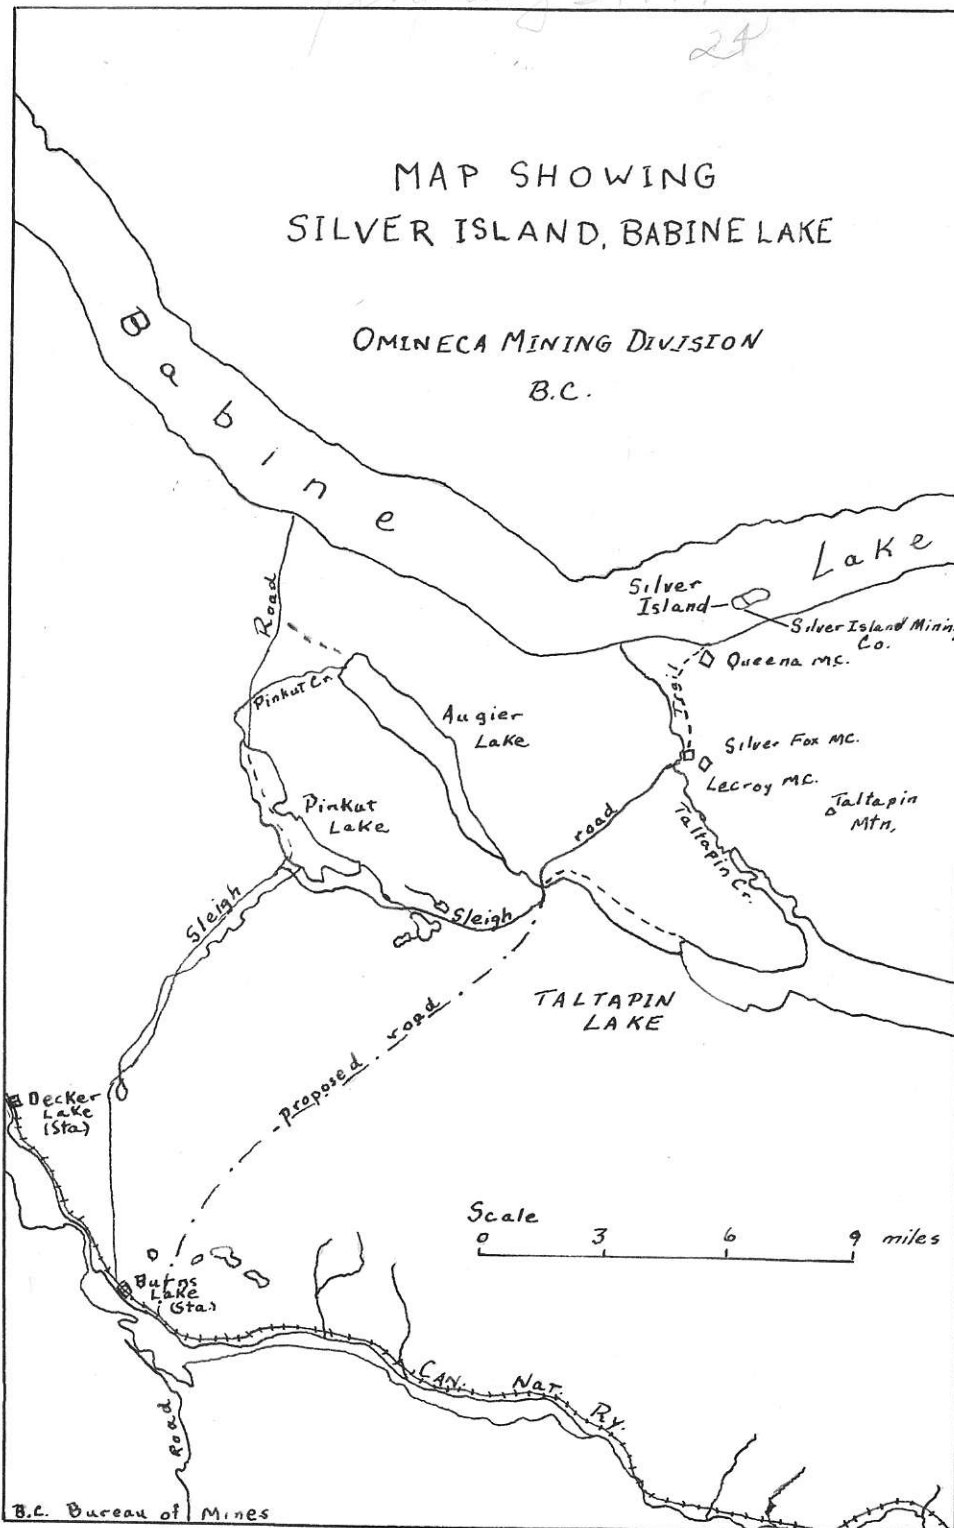 24
MAP SHOWING
SILVER ISLAND, BABINE LAKE
OMINECA MINING DIVISION
B.C.
Babine
Lake
Silver
Island
Silver Island Minin
Co.
Queena MC.
Trail
Silver Fox MC.
Lecroy MC.
Taltapin
Mtn.
Taltapin Cr.
Road
Pinkut Cr.
Augier
Lake
Pinkut
Lake
road
Sleigh
Sleigh
TALTAPIN
LAKE
proposed road
Decker
Lake
(Sta.)
Scale
0 3 6 9 miles
Burns
Lake
(Sta.)
CAN. Nat. Ry.
Road
B.C. Bureau of Mines